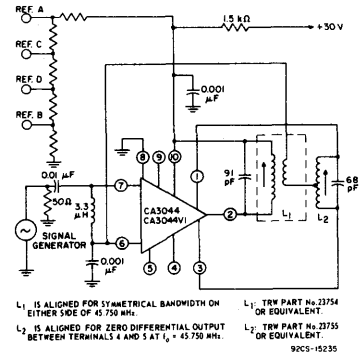 REF. A
REF. C
REF. D
REF. B
1.5 kΩ
+30 V
0.001 µF
0.01 µF
50Ω
3.3 µH
SIGNAL GENERATOR
0.001 µF
8
9
10
1
7
6
CA3044
CA3044V1
2
5
4
3
91 pF
L1
L2
68 pF
L1 IS ALIGNED FOR SYMMETRICAL BANDWIDTH ON
EITHER SIDE OF 45.750 MHz.
L2 IS ALIGNED FOR ZERO DIFFERENTIAL OUTPUT
BETWEEN TERMINALS 4 AND 5 AT fo = 45.750 MHz.
L1: TRW PART No.23754
OR EQUIVALENT.
L2: TRW PART No.23755
OR EQUIVALENT.
92CS-15235